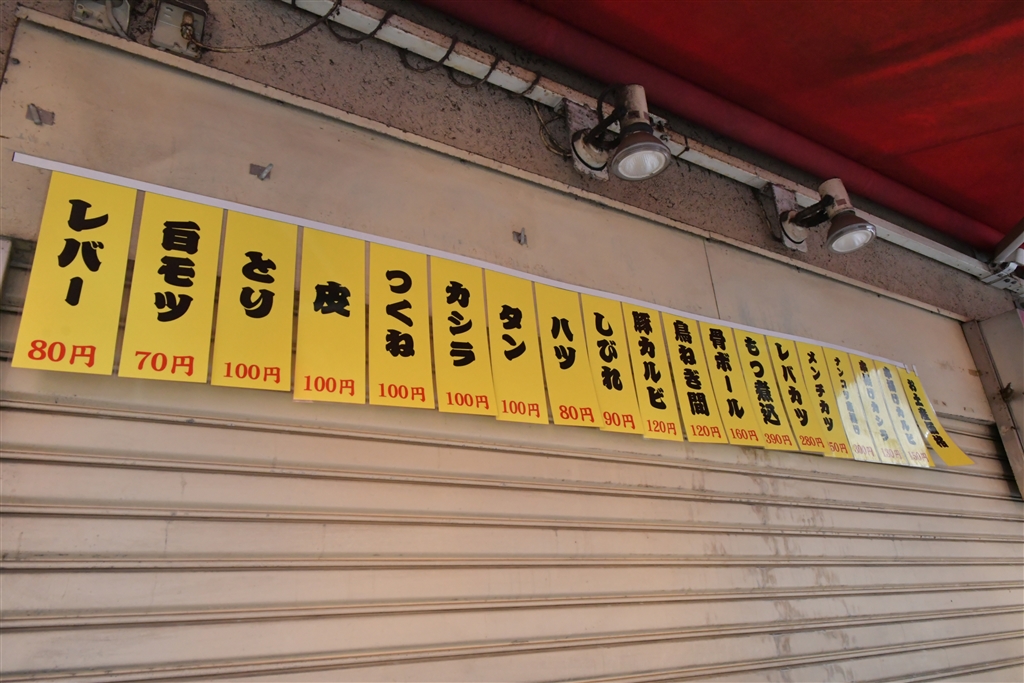 レバー
80円
白モツ
70円
とり
100円
皮
100円
つくね
100円
カシラ
100円
タン
100円
ハツ
80円
しびれ
90円
豚カルビ
120円
鳥ねぎ間
120円
骨ボール
160円
もつ煮込
390円
レバカツ
280円
メンチカツ
50円